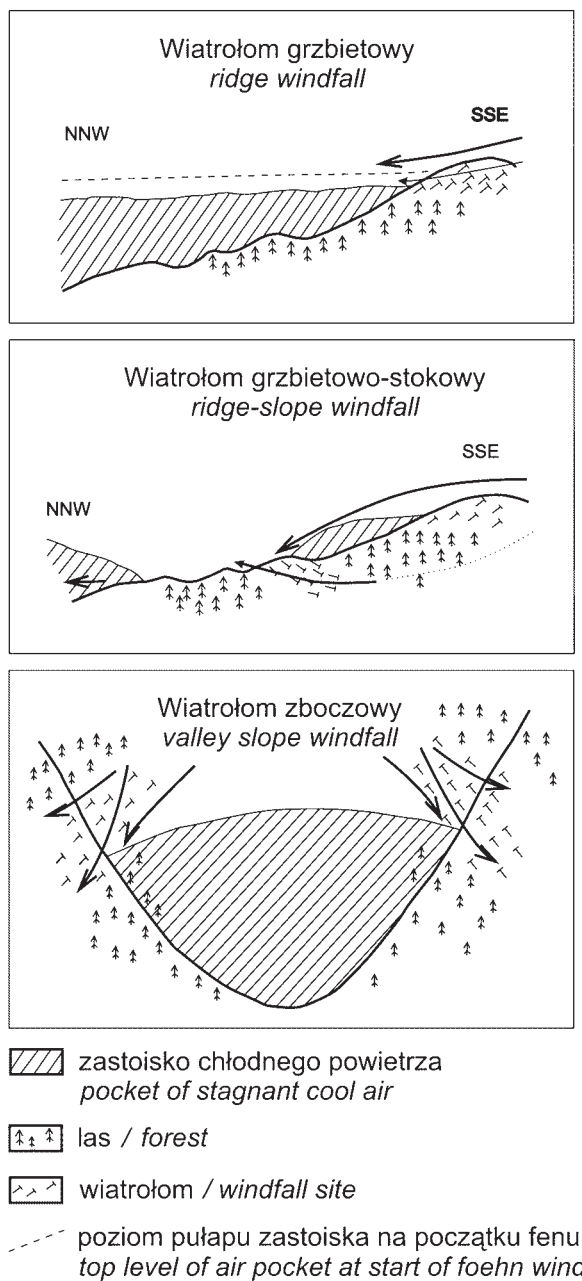 Wiatrołom grzbietowy
ridge windfall
NNW
SSE
Wiatrołom grzbietowo-stokowy
ridge-slope windfall
SSE
NNW
Wiatrołom zboczowy
valley slope windfall
zastoisko chłodnego powietrza
pocket of stagnant cool air
las / forest
wiatrołom / windfall site
poziom pułapu zastoiska na początku fenu
top level of air pocket at start of foehn wind